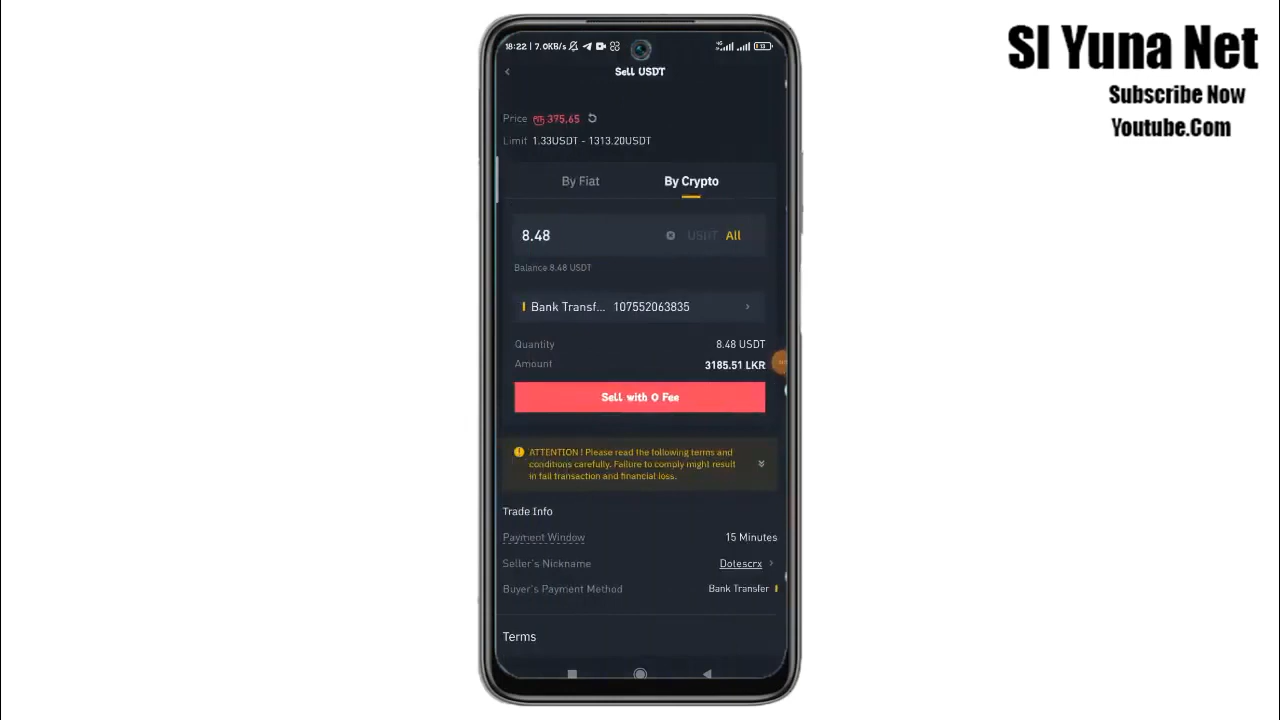 SI Yuna Net
Subscribe Now
Youtube.Com
18:22 | 7.0KB/s
4G
13
Sell USDT
Price රු 375.65
Limit 1.33USDT - 1313.20USDT
By Fiat By Crypto
8.48 USDT All
Balance 8.48 USDT
Bank Transf... 107552063835
Quantity 8.48 USDT
Amount 3185.51 LKR
Sell with 0 Fee
ATTENTION ! Please read the following terms and
conditions carefully. Failure to comply might result
in fail transaction and financial loss.
Trade Info
Payment Window 15 Minutes
Seller's Nickname Dotescrx
Buyer's Payment Method Bank Transfer
Terms